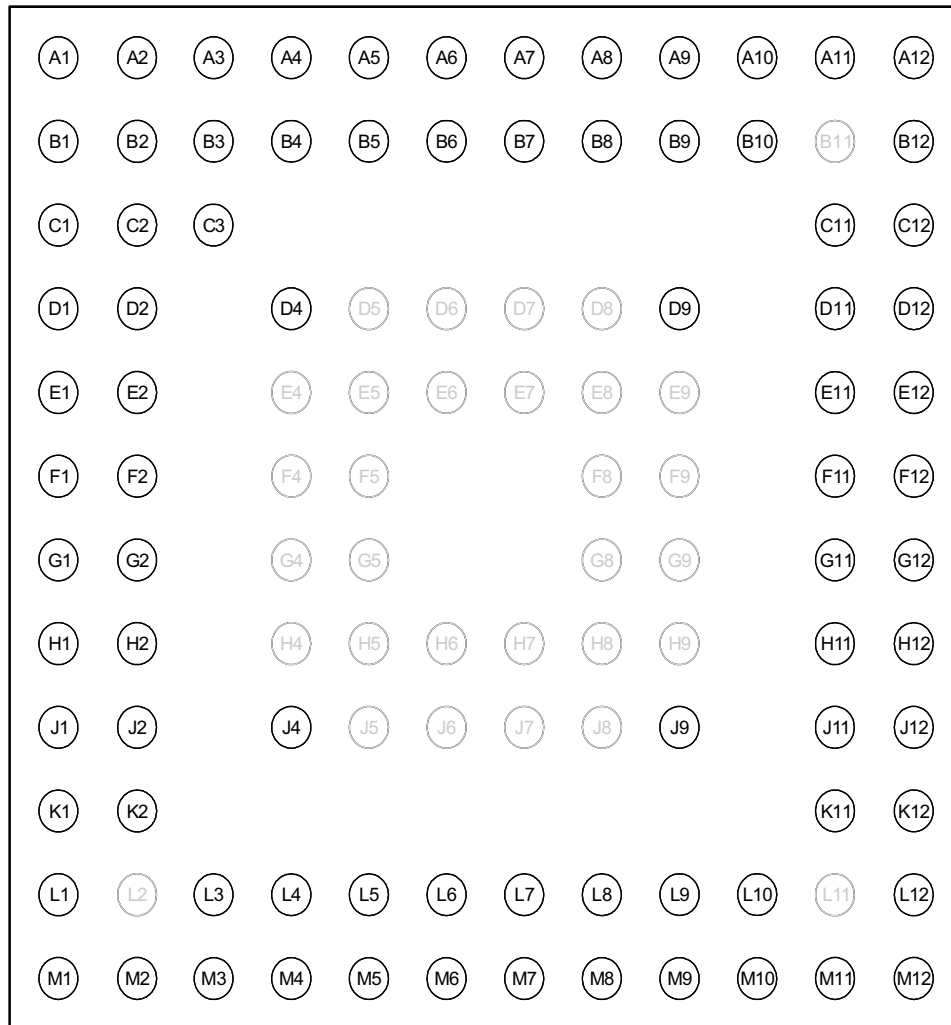 A1 A2 A3 A4 A5 A6 A7 A8 A9 A10 A11 A12
B1 B2 B3 B4 B5 B6 B7 B8 B9 B10 B11 B12
C1 C2 C3 C11 C12
D1 D2 D4 D5 D6 D7 D8 D9 D11 D12
E1 E2 E4 E5 E6 E7 E8 E9 E11 E12
F1 F2 F4 F5 F8 F9 F11 F12
G1 G2 G4 G5 G8 G9 G11 G12
H1 H2 H4 H5 H6 H7 H8 H9 H11 H12
J1 J2 J4 J5 J6 J7 J8 J9 J11 J12
K1 K2 K11 K12
L1 L2 L3 L4 L5 L6 L7 L8 L9 L10 L11 L12
M1 M2 M3 M4 M5 M6 M7 M8 M9 M10 M11 M12